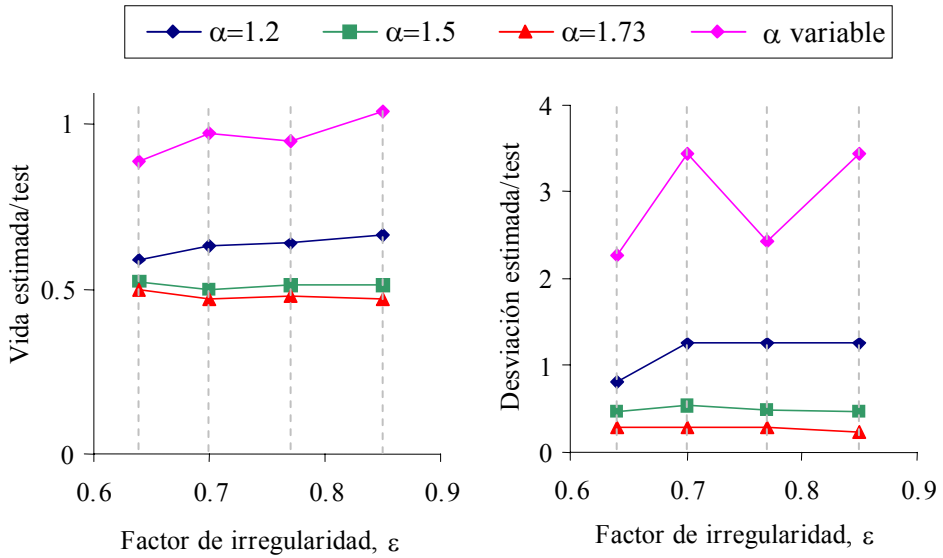 α=1.2 α=1.5 α=1.73 α variable
Vida estimada/test
1
0.5
0
0.6 0.7 0.8 0.9
Factor de irregularidad, ε
Desviación estimada/test
4
3
2
1
0
0.6 0.7 0.8 0.9
Factor de irregularidad, ε